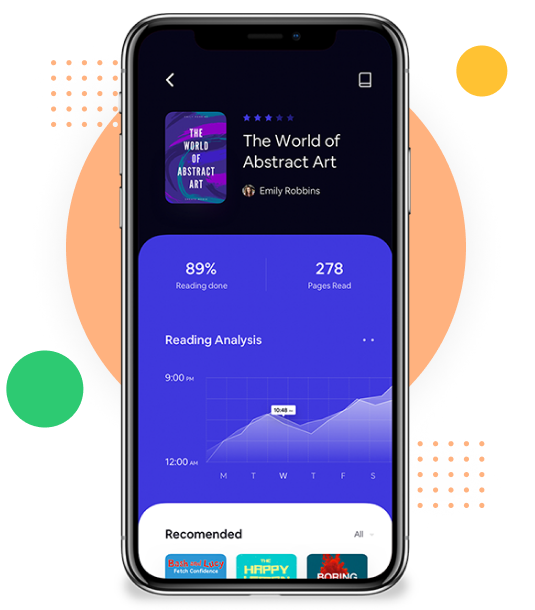 The World of
Abstract Art
Emily Robbins
THE
WORLD
OF
ABSTRACT
ART
89%
Reading done
278
Pages Read
Reading Analysis
9:00 PM
10:48
12:00 AM
M T W T F S
Recomended
All
Fetch Confidence
THE
HAPPY
BORING